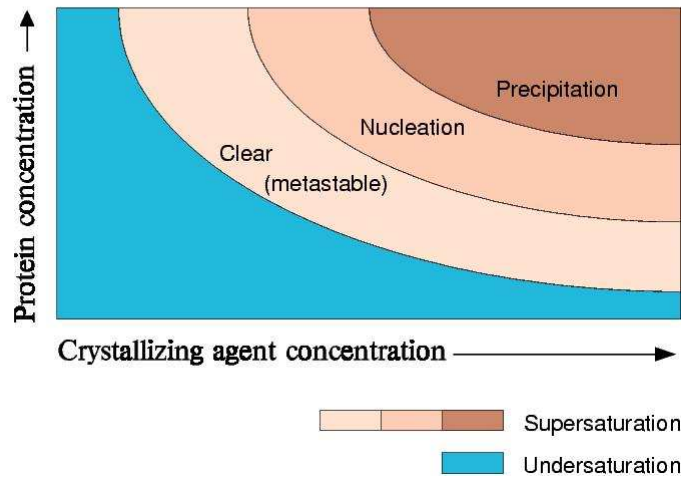 Protein concentration
Precipitation
Nucleation
Clear
(metastable)
Crystallizing agent concentration
Supersaturation
Undersaturation